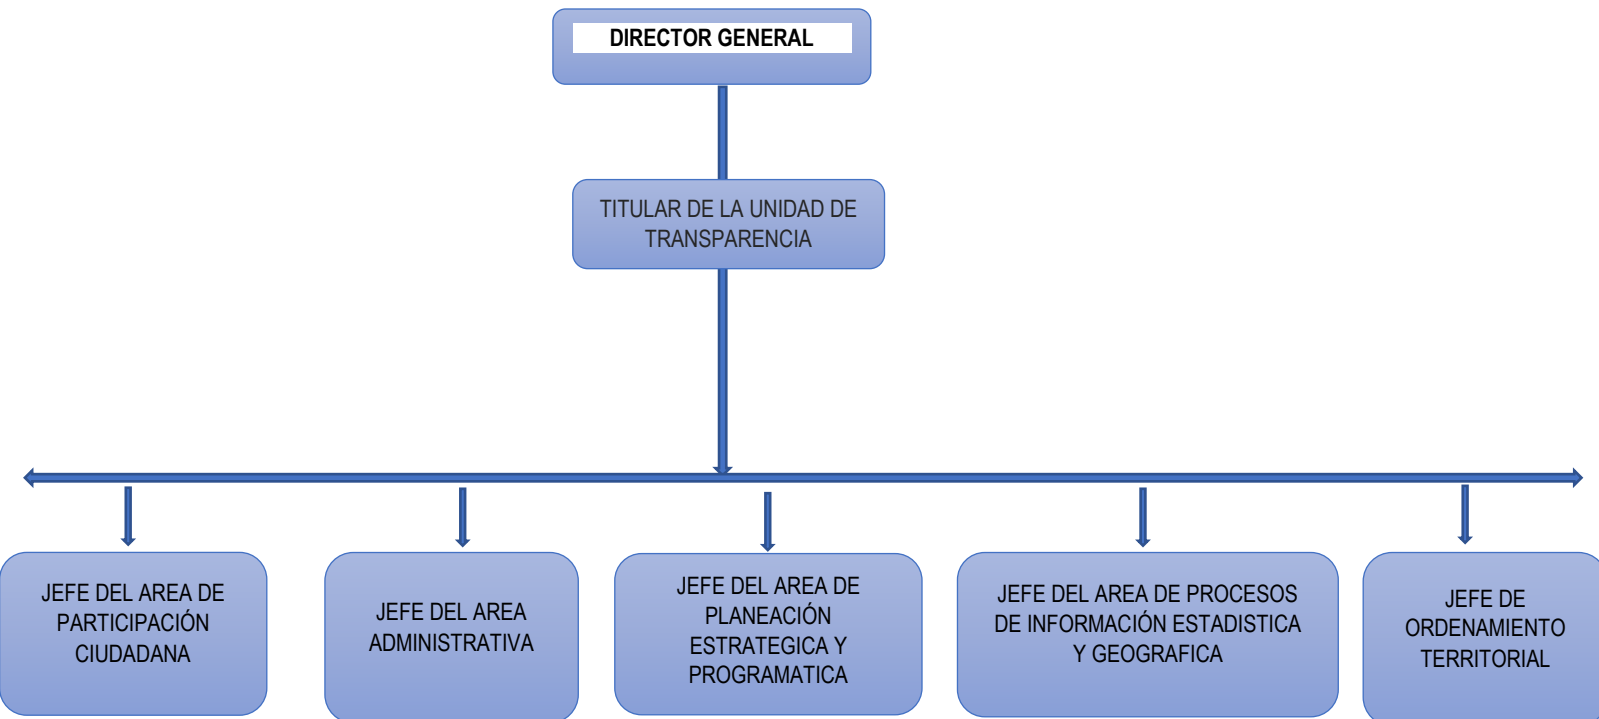 DIRECTOR GENERAL
TITULAR DE LA UNIDAD DE
TRANSPARENCIA
JEFE DEL AREA DE
PARTICIPACIÓN
CIUDADANA
JEFE DEL AREA
ADMINISTRATIVA
JEFE DEL AREA DE
PLANEACIÓN
ESTRATEGICA Y
PROGRAMATICA
JEFE DEL AREA DE PROCESOS
DE INFORMACIÓN ESTADISTICA
Y GEOGRAFICA
JEFE DE
ORDENAMIENTO
TERRITORIAL